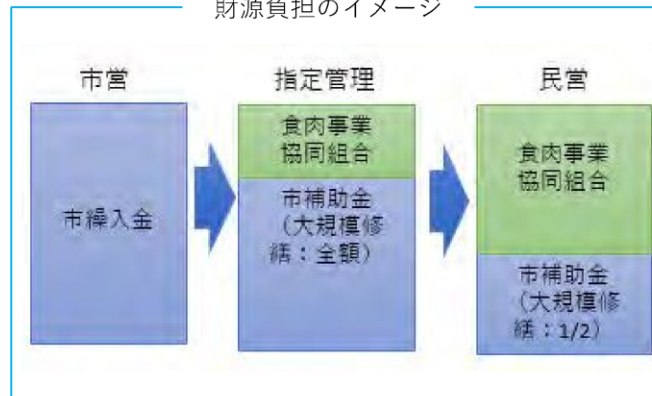 財源負担のイメージ
市営
指定管理
民営
市繰入金
食肉事業
協同組合
市補助金
（大規模修
繕：全額）
食肉事業
協同組合
市補助金
（大規模修
繕：1/2）